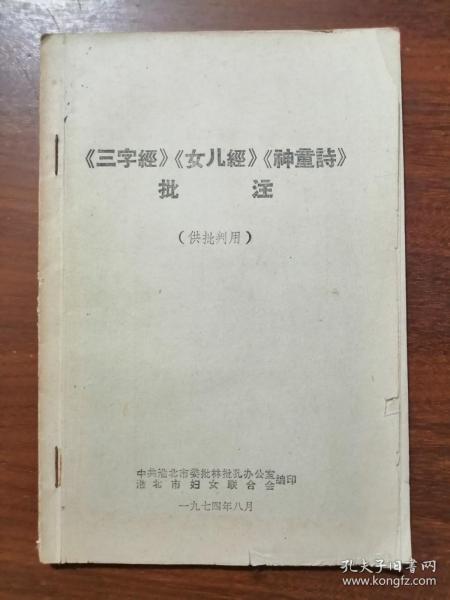 《三字經》《女儿經》《神童詩》
批 注
(供批判用)
中共淮北市委批林批孔办公室
淮北市妇女联合会
编印
一九七四年八月
孔夫子旧书网
www.kongfz.com